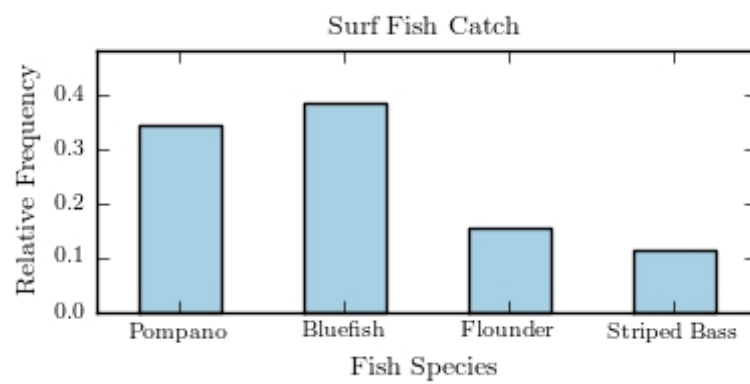 Surf Fish Catch
Relative Frequency
0.4
0.3
0.2
0.1
0.0
Pompano Bluefish Flounder Striped Bass
Fish Species